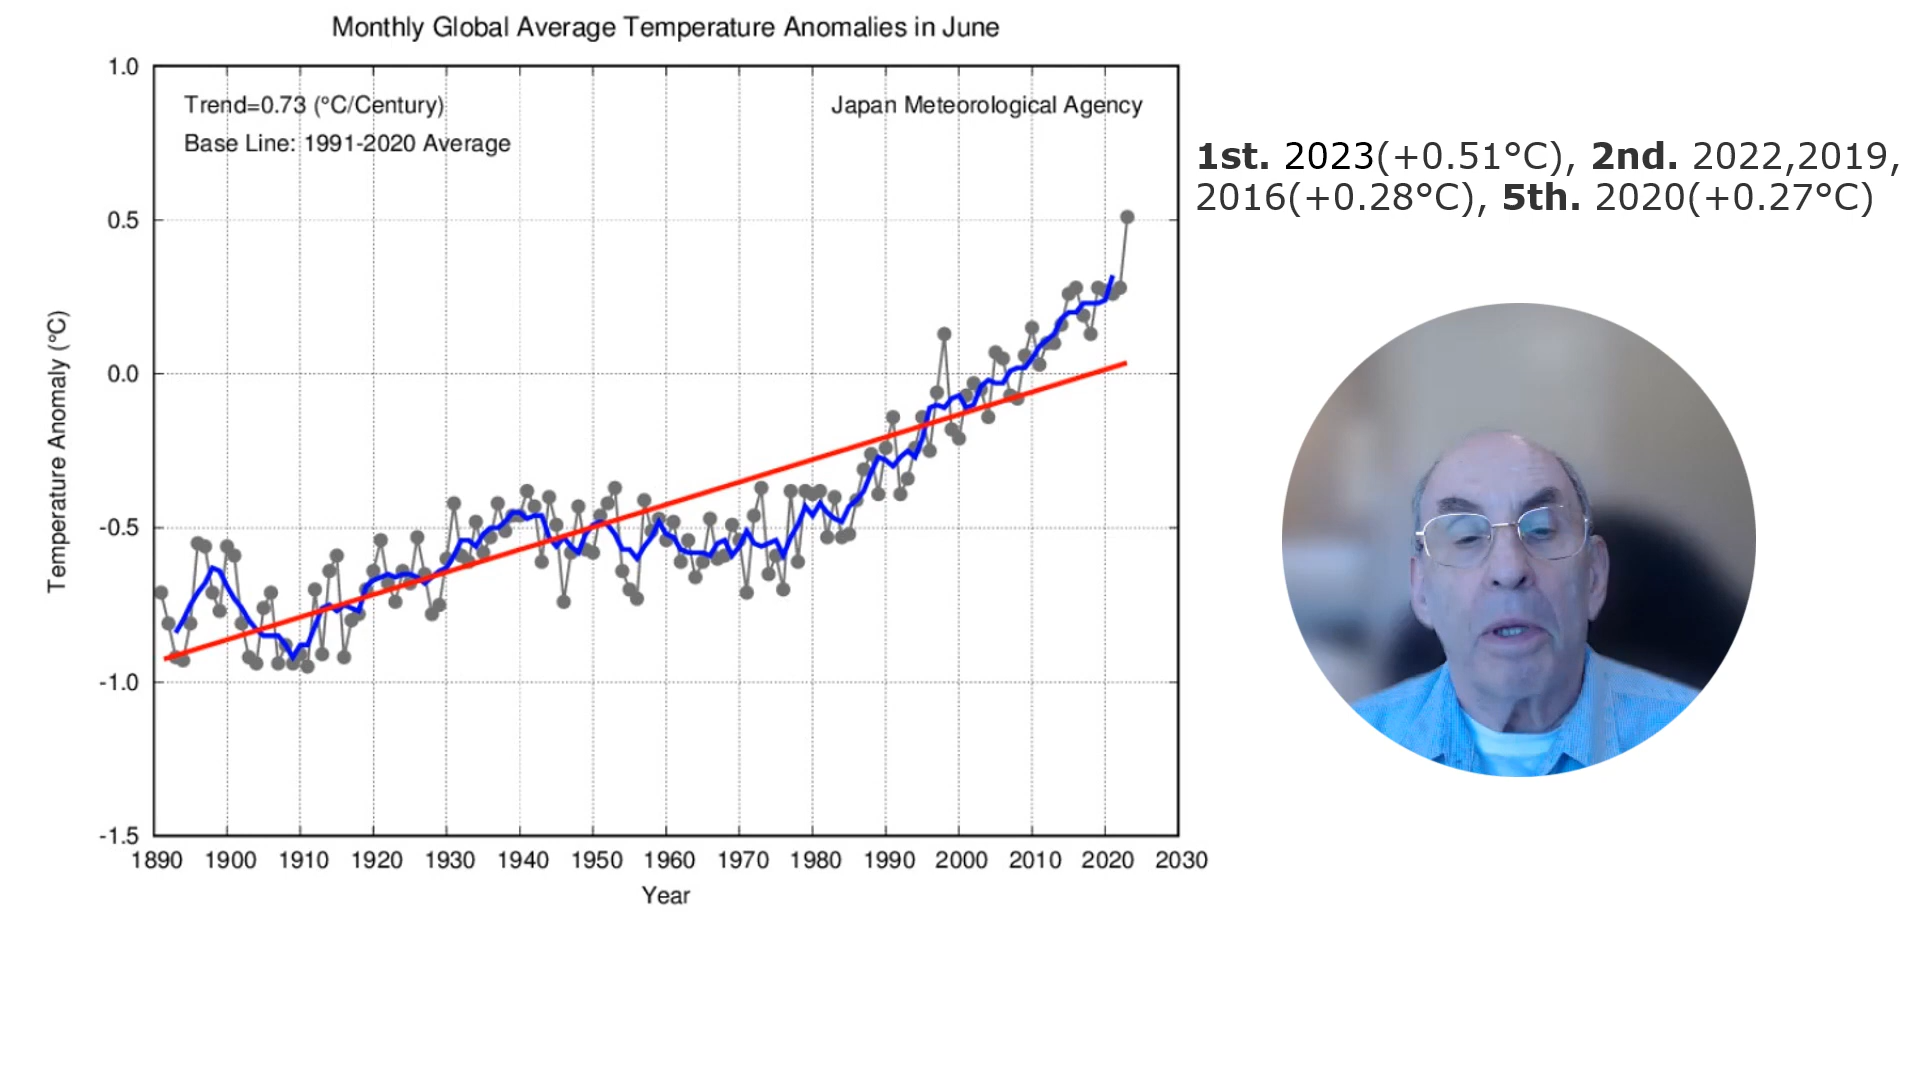 Monthly Global Average Temperature Anomalies in June
1.0
Trend=0.73 (°C/Century)
Japan Meteorological Agency
Base Line: 1991-2020 Average
1st. 2023(+0.51°C), 2nd. 2022,2019,
2016(+0.28°C), 5th. 2020(+0.27°C)
0.5
Temperature Anomaly (°C)
0.0
-0.5
-1.0
-1.5
1890 1900 1910 1920 1930 1940 1950 1960 1970 1980 1990 2000 2010 2020 2030
Year